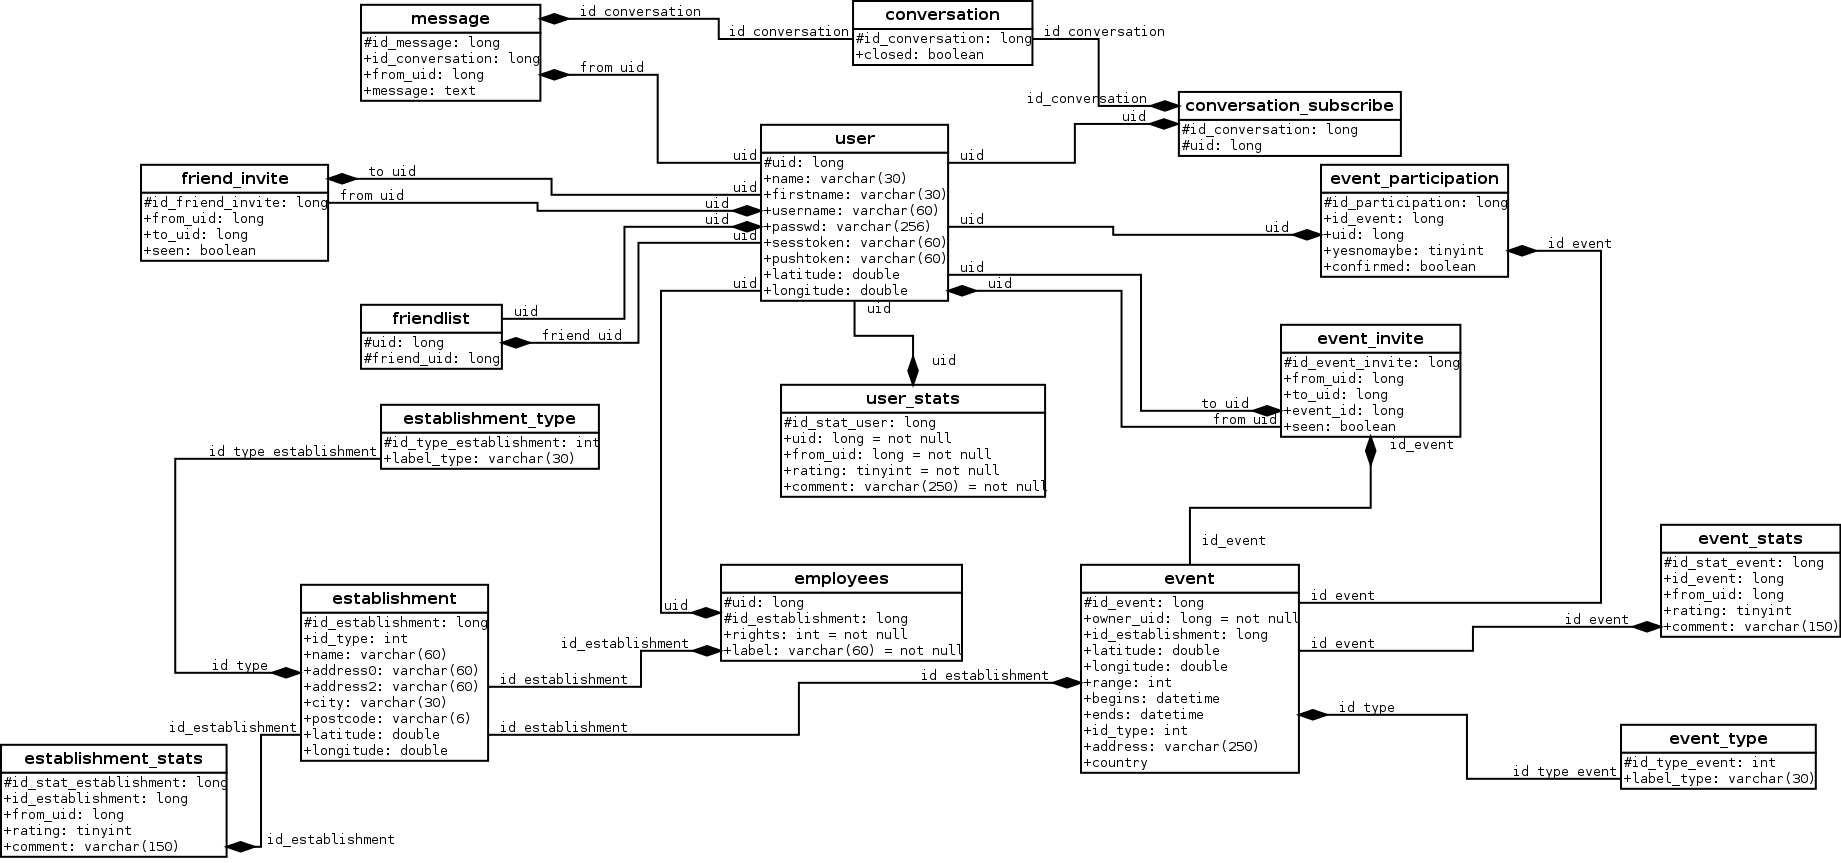 message
#id_message: long
+id_conversation: long
+from_uid: long
+message: text
id_conversation
id_conversation
from_uid
uid
conversation
#id_conversation: long
+closed: boolean
id_conversation
id_conversation
uid
uid
conversation_subscribe
#id_conversation: long
#uid: long
friend_invite
#id_friend_invite: long
+from_uid: long
+to_uid: long
+seen: boolean
to_uid
uid
from_uid
uid
user
#uid: long
+name: varchar(30)
+firstname: varchar(30)
+username: varchar(60)
+passwd: varchar(256)
+sesstoken: varchar(60)
+pushtoken: varchar(60)
+latitude: double
+longitude: double
event_participation
#id_participation: long
+id_event: long
+uid: long
+yesnomaybe: tinyint
+confirmed: boolean
uid
uid
id_event
uid
uid
uid
uid
uid
uid
friendlist
#uid: long
#friend_uid: long
uid
friend_uid
event_invite
#id_event_invite: long
+from_uid: long
+to_uid: long
+event_id: long
+seen: boolean
to_uid
from_uid
id_event
id_event
uid
user_stats
#id_stat_user: long
+uid: long = not null
+from_uid: long = not null
+rating: tinyint = not null
+comment: varchar(250) = not null
establishment_type
#id_type_establishment: int
+label_type: varchar(30)
id_type_establishment
id_type
establishment
#id_establishment: long
+id_type: int
+name: varchar(60)
+address0: varchar(60)
+address2: varchar(60)
+city: varchar(30)
+postcode: varchar(6)
+latitude: double
+longitude: double
employees
#uid: long
#id_establishment: long
+rights: int = not null
+label: varchar(60) = not null
uid
id_establishment
id_establishment
id_establishment
id_establishment
event
#id_event: long
+owner_uid: long = not null
+id_establishment: long
+latitude: double
+longitude: double
+range: int
+begins: datetime
+ends: datetime
+id_type: int
+address: varchar(250)
+country
id_event
id_event
id_event
id_type
id_type_event
event_stats
#id_stat_event: long
+id_event: long
+from_uid: long
+rating: tinyint
+comment: varchar(150)
event_type
#id_type_event: int
+label_type: varchar(30)
id_establishment
establishment_stats
#id_stat_establishment: long
+id_establishment: long
+from_uid: long
+rating: tinyint
+comment: varchar(150)
id_establishment